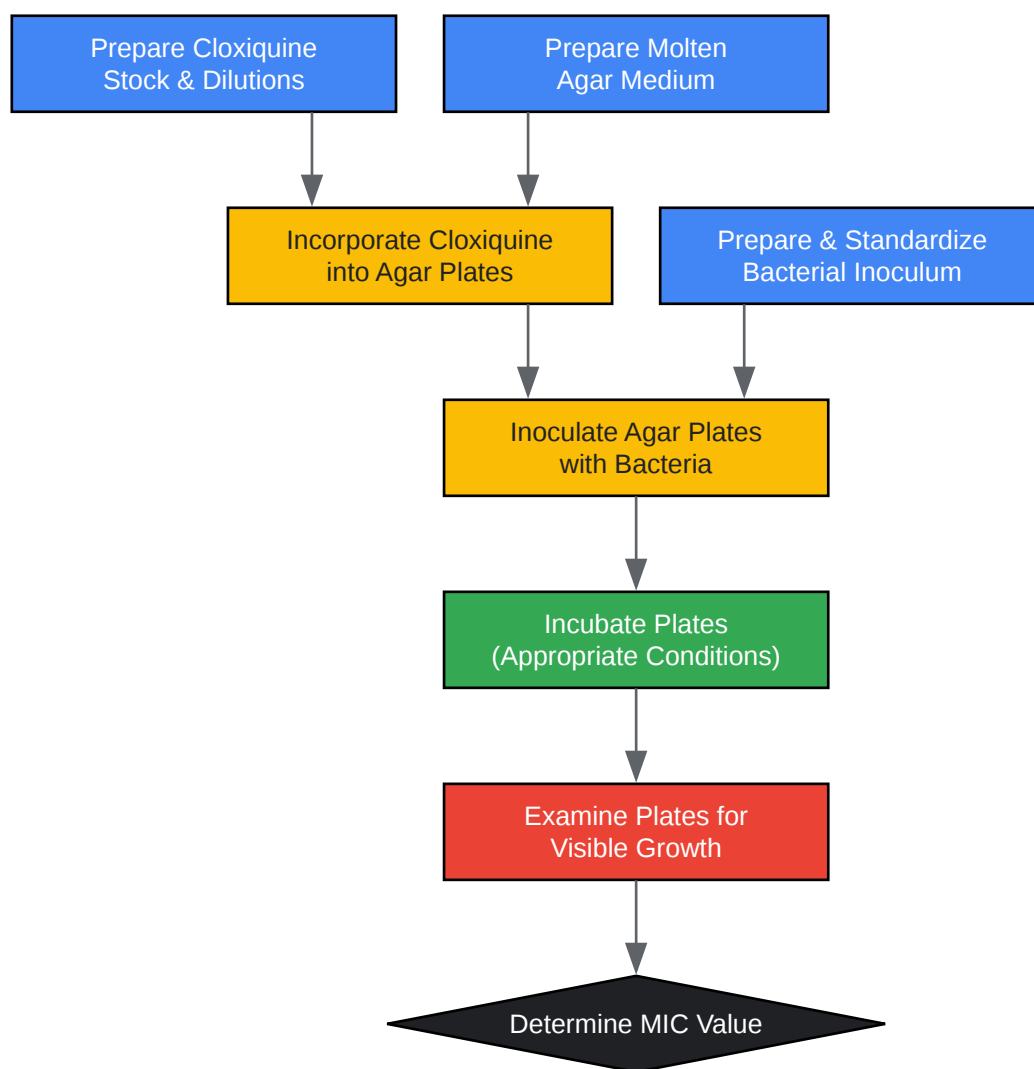 Prepare Cloxiquine
Stock & Dilutions
Prepare Molten
Agar Medium
Incorporate Cloxiquine
into Agar Plates
Prepare & Standardize
Bacterial Inoculum
Inoculate Agar Plates
with Bacteria
Incubate Plates
(Appropriate Conditions)
Examine Plates for
Visible Growth
Determine MIC Value